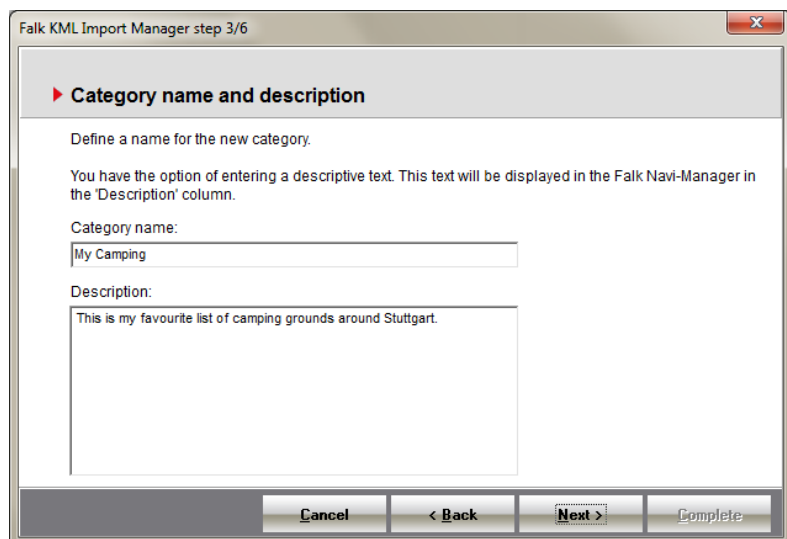 Falk KML Import Manager step 3/6
Category name and description
Define a name for the new category.
You have the option of entering a descriptive text. This text will be displayed in the Falk Navi-Manager in
the 'Description' column.
Category name:
My Camping
Description:
This is my favourite list of camping grounds around Stuttgart.
Cancel
< Back
Next >
Complete